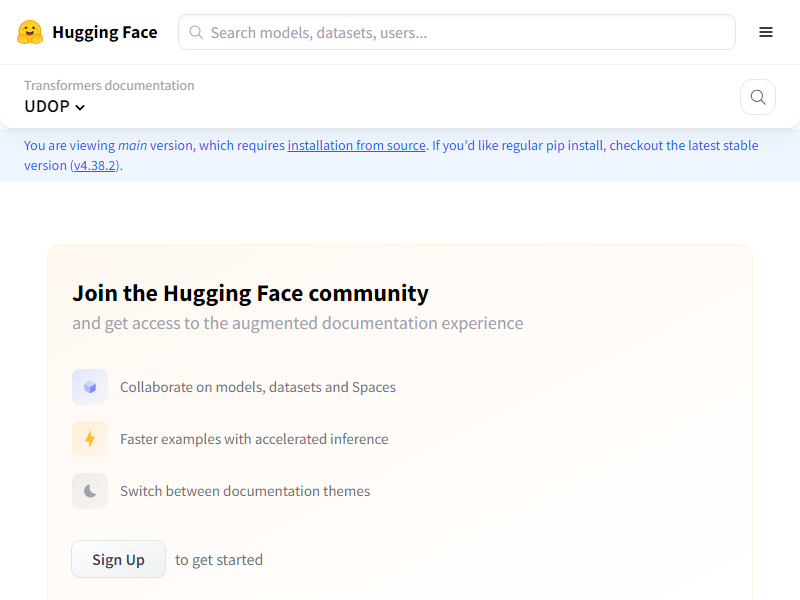 Hugging Face
Search models, datasets, users...
Transformers documentation
UDOP
You are viewing main version, which requires installation from source. If you'd like regular pip install, checkout the latest stable
version (v4.38.2).
Join the Hugging Face community
and get access to the augmented documentation experience
Collaborate on models, datasets and Spaces
Faster examples with accelerated inference
Switch between documentation themes
Sign Up to get started